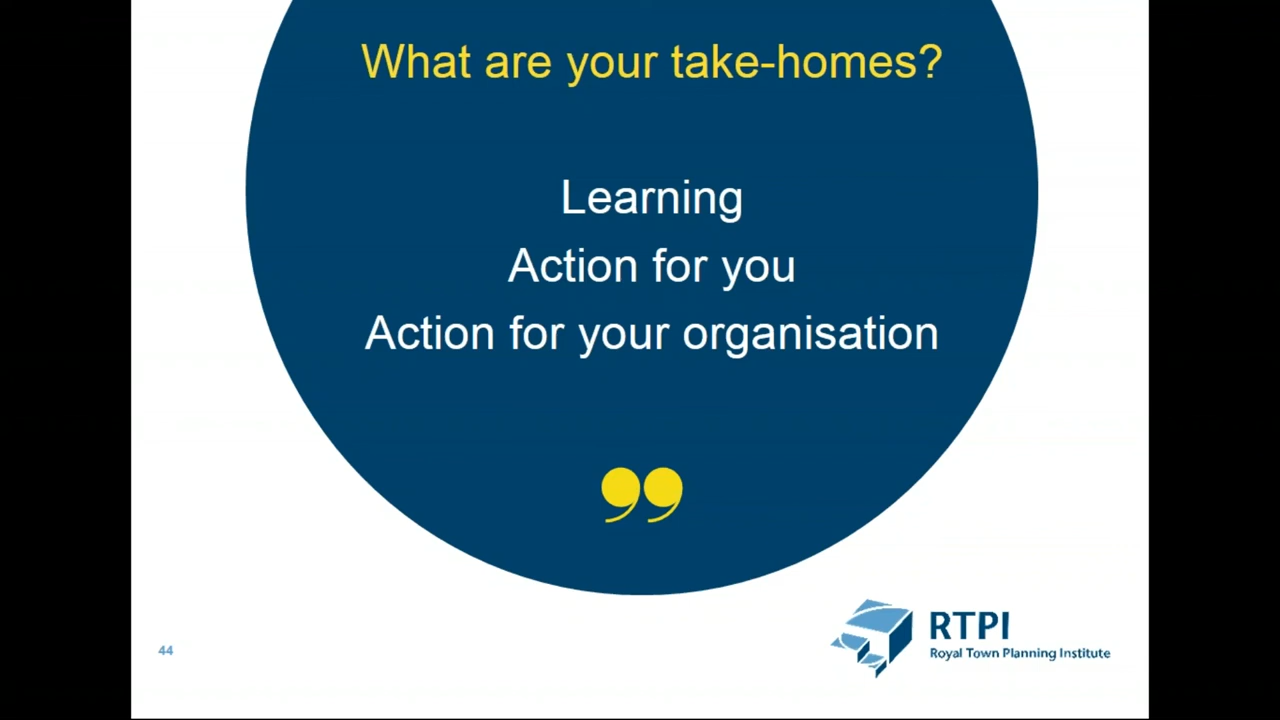 What are your take-homes?
Learning
Action for you
Action for your organisation
”
44
RTPI
Royal Town Planning Institute